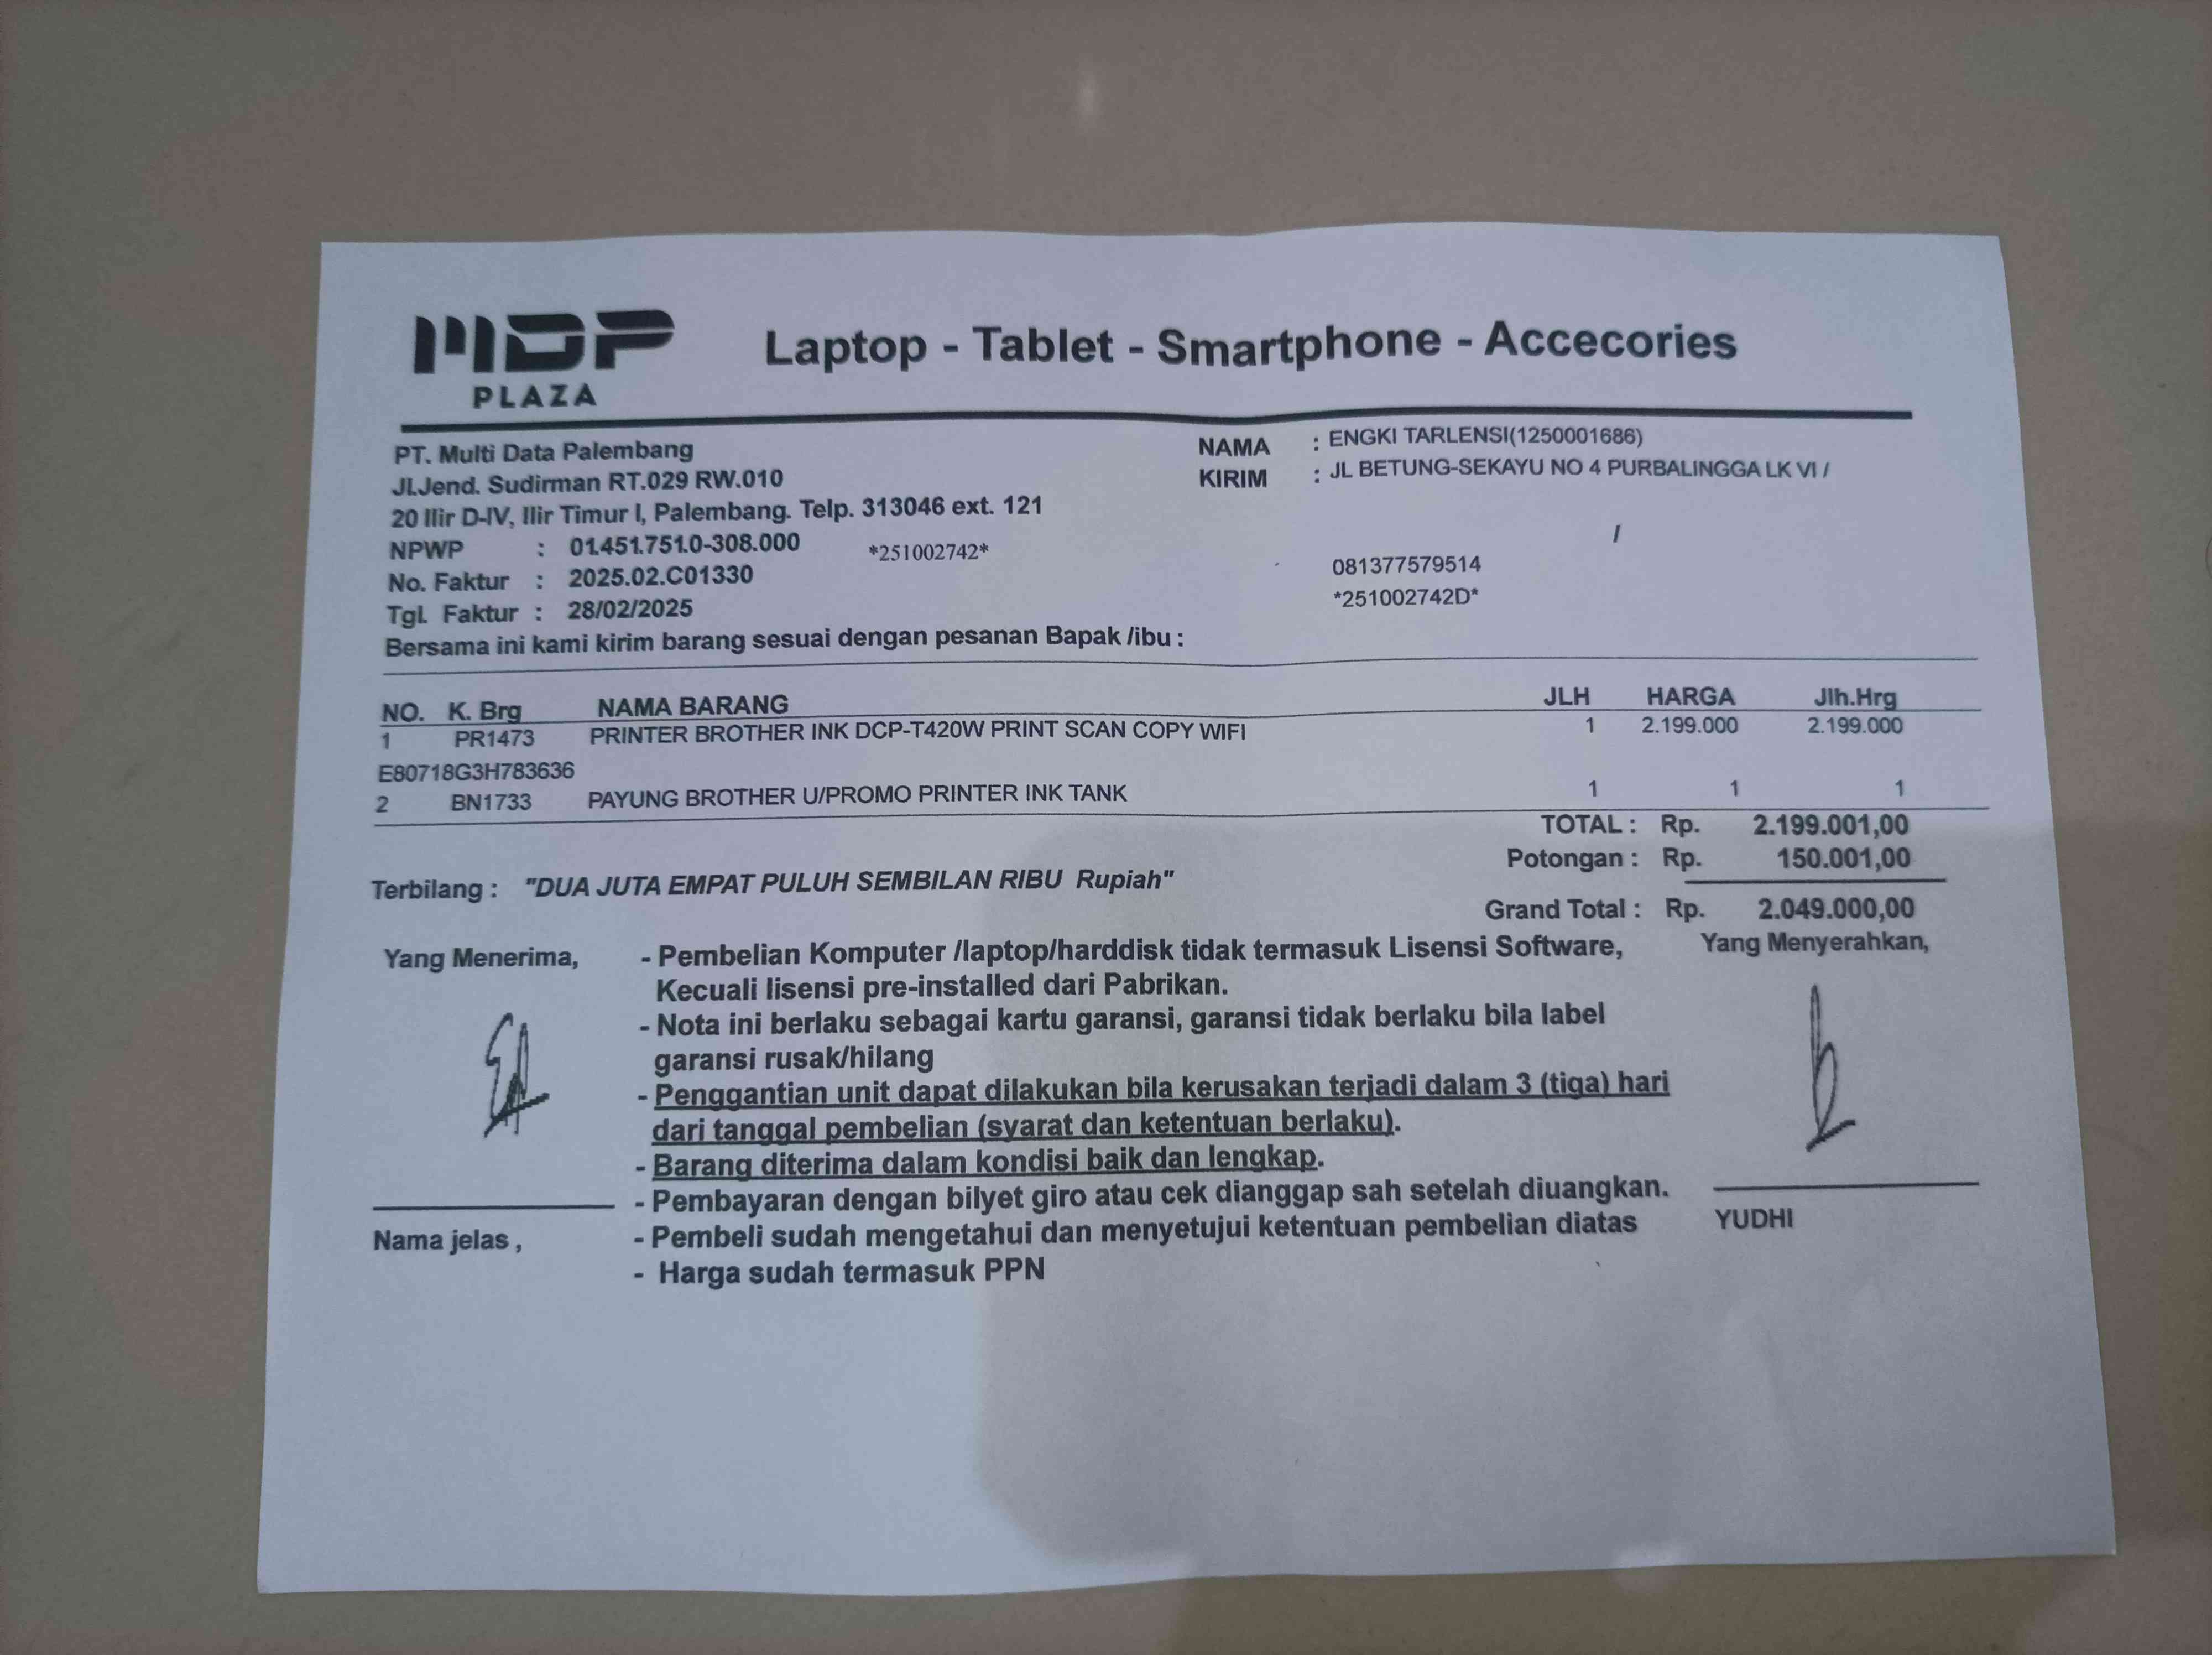 MDP Laptop - Tablet - Smartphone - Accecories
PLAZA
PT. Multi Data Palembang
Jl.Jend. Sudirman RT.029 RW.010
20 Ilir D-IV, Ilir Timur I, Palembang. Telp. 313046 ext. 121
NPWP : 01.451.751.0-308.000 *251002742*
No. Faktur : 2025.02.C01330
Tgl. Faktur : 28/02/2025
NAMA : ENGKI TARLENSI(1250001686)
KIRIM : JL BETUNG-SEKAYU NO 4 PURBALINGGA LK VI /
/
081377579514
*251002742D*
Bersama ini kami kirim barang sesuai dengan pesanan Bapak /ibu :
NO. K. Brg NAMA BARANG JLH HARGA Jlh.Hrg
1 PR1473 PRINTER BROTHER INK DCP-T420W PRINT SCAN COPY WIFI 1 2.199.000 2.199.000
E80718G3H783636
2 BN1733 PAYUNG BROTHER U/PROMO PRINTER INK TANK 1 1 1
TOTAL : Rp. 2.199.001,00
Potongan : Rp. 150.001,00
Terbilang : "DUA JUTA EMPAT PULUH SEMBILAN RIBU Rupiah"
Grand Total : Rp. 2.049.000,00
Yang Menerima,
- Pembelian Komputer /laptop/harddisk tidak termasuk Lisensi Software,
Kecuali lisensi pre-installed dari Pabrikan.
- Nota ini berlaku sebagai kartu garansi, garansi tidak berlaku bila label
garansi rusak/hilang
- Penggantian unit dapat dilakukan bila kerusakan terjadi dalam 3 (tiga) hari
dari tanggal pembelian (syarat dan ketentuan berlaku).
- Barang diterima dalam kondisi baik dan lengkap.
- Pembayaran dengan bilyet giro atau cek dianggap sah setelah diuangkan.
- Pembeli sudah mengetahui dan menyetujui ketentuan pembelian diatas
- Harga sudah termasuk PPN
Yang Menyerahkan,
YUDHI
Nama jelas ,